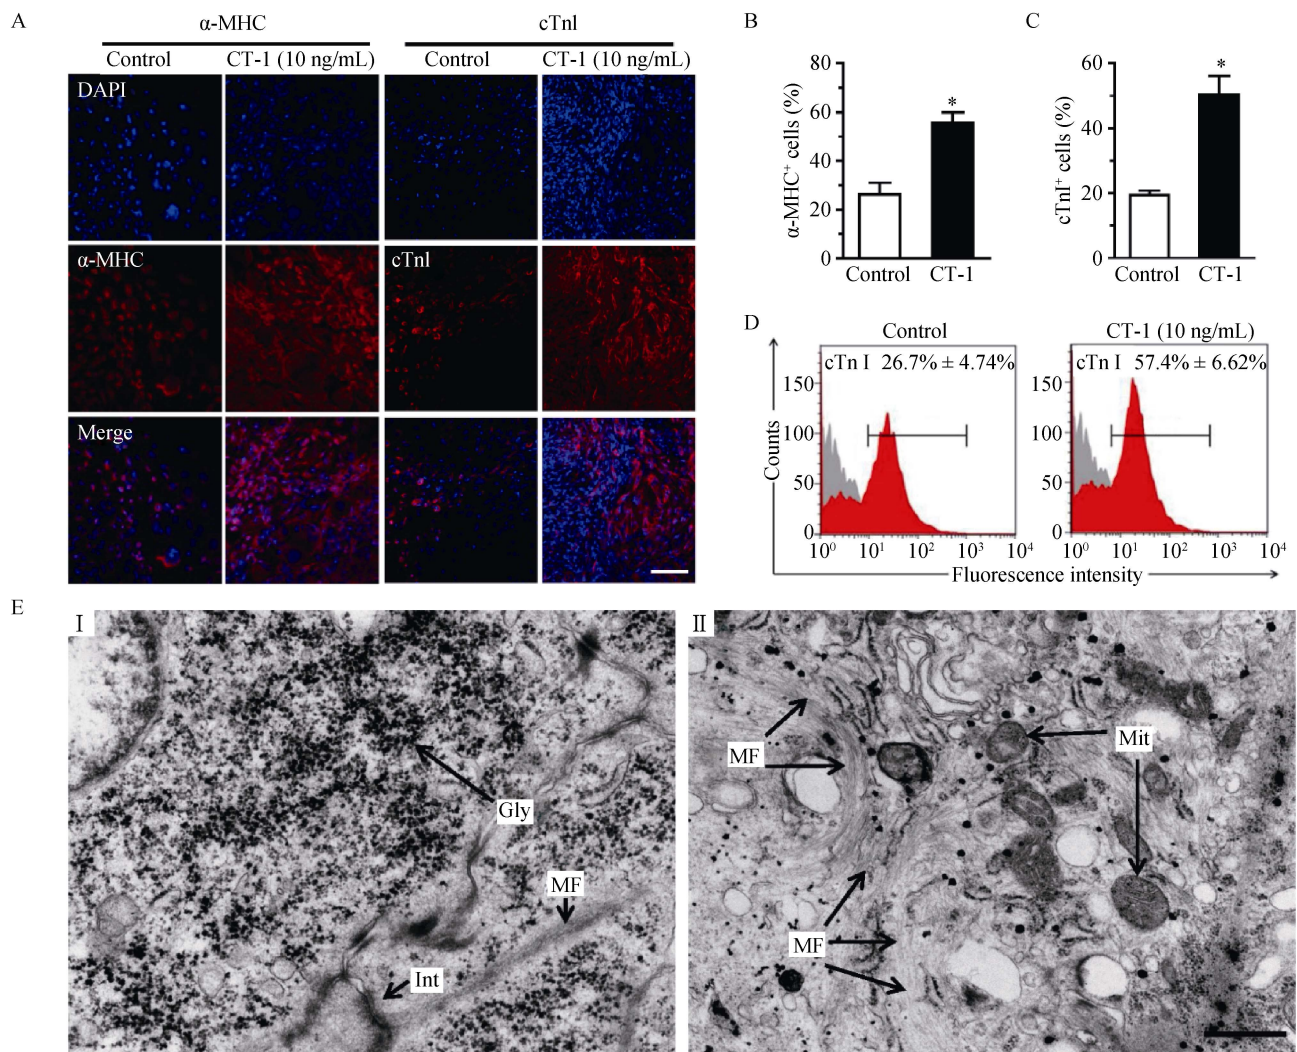 A
α-MHC
cTnl
Control
CT-1 (10 ng/mL)
Control
CT-1 (10 ng/mL)
DAPI
α-MHC
cTnl
Merge
B
α-MHC⁺ cells (%)
80
60
40
20
0
*
Control
CT-1
C
cTnI⁺ cells (%)
60
40
20
0
*
Control
CT-1
D
Control
cTn I 26.7% ± 4.74%
CT-1 (10 ng/mL)
cTn I 57.4% ± 6.62%
Counts
150
100
50
0
10⁰ 10¹ 10² 10³ 10⁴
150
100
50
0
10⁰ 10¹ 10² 10³ 10⁴
Fluorescence intensity
E
I
Gly
MF
Int
II
MF
Mit
MF